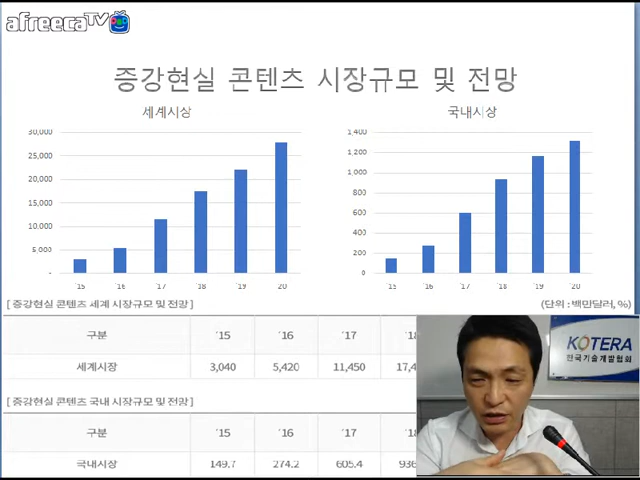 afreecaTV
증강현실 콘텐츠 시장규모 및 전망
세계시장
국내시장
30,000
25,000
20,000
15,000
10,000
5,000
-
'15 '16 '17 '18 '19 '20
1,400
1,200
1,000
800
600
400
200
0
'15 '16 '17 '18 '19 '20
[ 증강현실 콘텐츠 세계 시장규모 및 전망 ]
(단위 : 백만달러, %)
구분 '15 '16 '17 '18
세계시장 3,040 5,420 11,450 17,4
[ 증강현실 콘텐츠 국내 시장규모 및 전망 ]
구분 '15 '16 '17
국내시장 149.7 274.2 605.4 936
KOTERA
한국기술개발협회